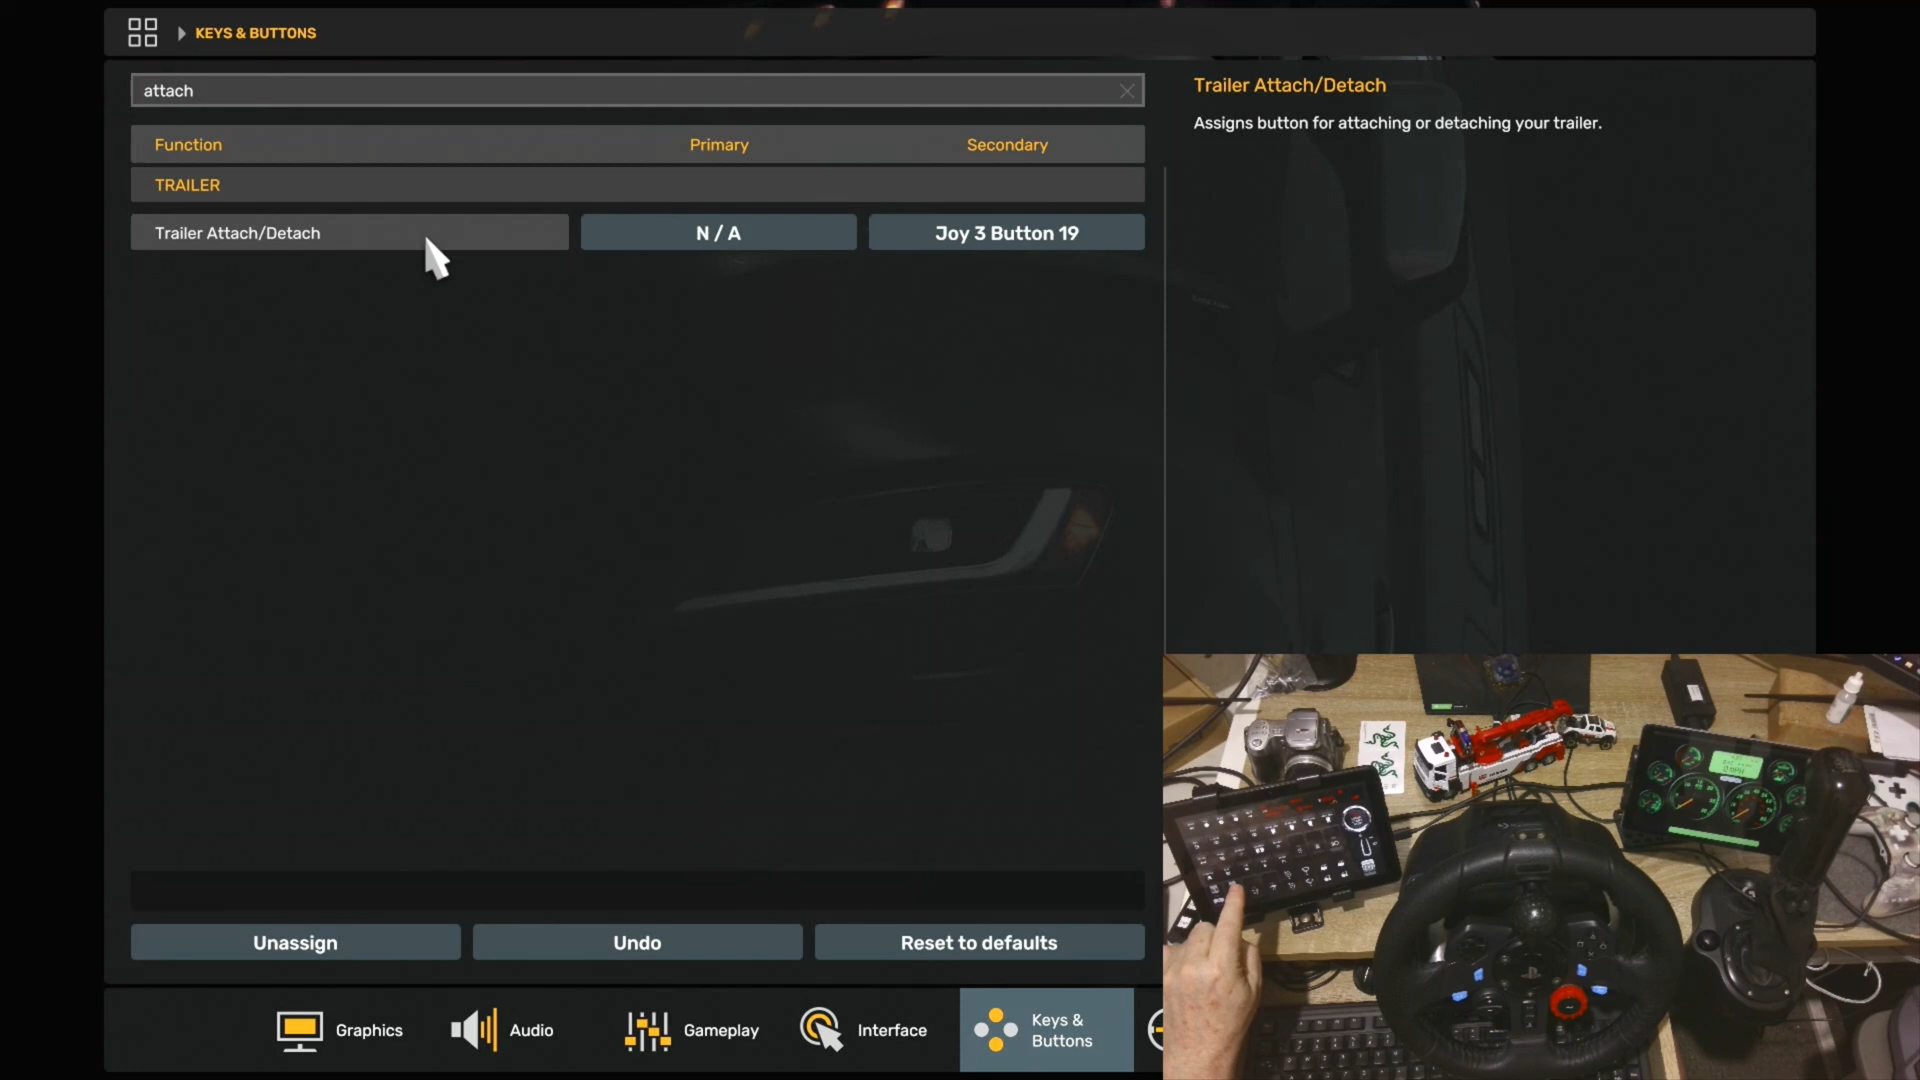 KEYS & BUTTONS
attach
Function Primary Secondary
TRAILER
Trailer Attach/Detach N / A Joy 3 Button 19
Unassign Undo Reset to defaults
Graphics Audio Gameplay Interface Keys & Buttons
Trailer Attach/Detach
Assigns button for attaching or detaching your trailer.